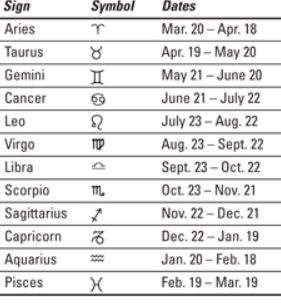 Sign Symbol Dates
Aries ♈ Mar. 20 – Apr. 18
Taurus ♉ Apr. 19 – May 20
Gemini ♊ May 21 – June 20
Cancer ♋ June 21 – July 22
Leo ♌ July 23 – Aug. 22
Virgo ♍ Aug. 23 – Sept. 22
Libra ♎ Sept. 23 – Oct. 22
Scorpio ♏ Oct. 23 – Nov. 21
Sagittarius ♐ Nov. 22 – Dec. 21
Capricorn ♑ Dec. 22 – Jan. 19
Aquarius ♒ Jan. 20 – Feb. 18
Pisces ♓ Feb. 19 – Mar. 19